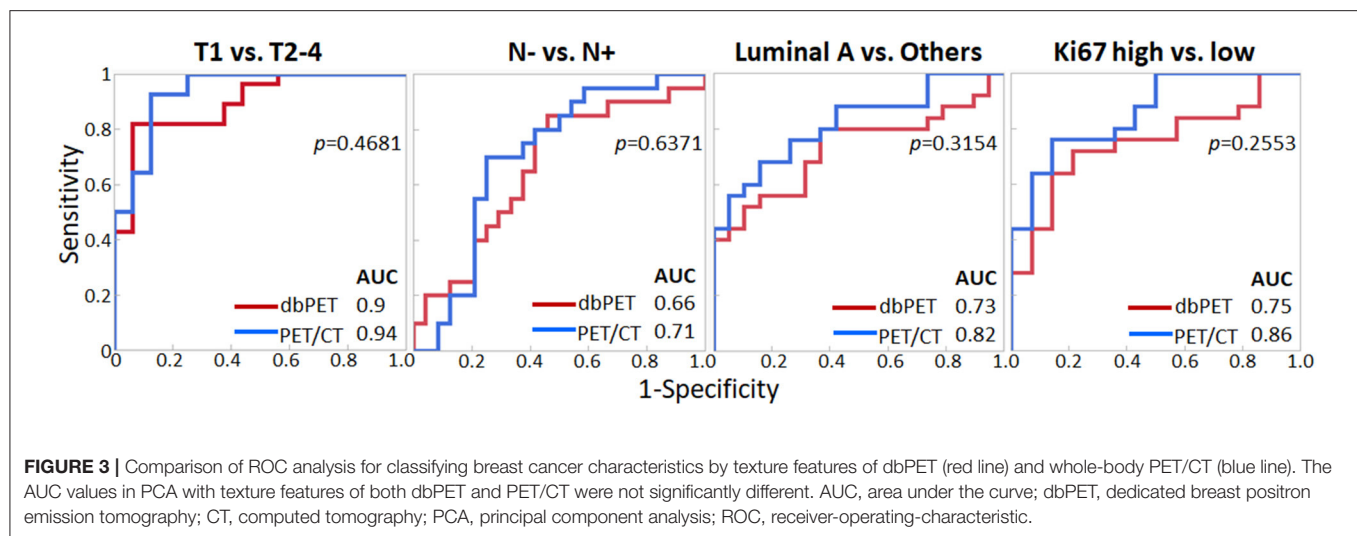 T1 vs. T2-4
N- vs. N+
Luminal A vs. Others
Ki67 high vs. low
Sensitivity
1
0.8
0.6
0.4
0.2
0
p=0.4681
AUC
dbPET 0.9
PET/CT 0.94
0 0.2 0.4 0.6 0.8 1.0
p=0.6371
AUC
dbPET 0.66
PET/CT 0.71
0 0.2 0.4 0.6 0.8 1.0
p=0.3154
AUC
dbPET 0.73
PET/CT 0.82
0 0.2 0.4 0.6 0.8 1.0
p=0.2553
AUC
dbPET 0.75
PET/CT 0.86
0 0.2 0.4 0.6 0.8 1.0
1-Specificity
FIGURE 3 | Comparison of ROC analysis for classifying breast cancer characteristics by texture features of dbPET (red line) and whole-body PET/CT (blue line). The
AUC values in PCA with texture features of both dbPET and PET/CT were not significantly different. AUC, area under the curve; dbPET, dedicated breast positron
emission tomography; CT, computed tomography; PCA, principal component analysis; ROC, receiver-operating-characteristic.